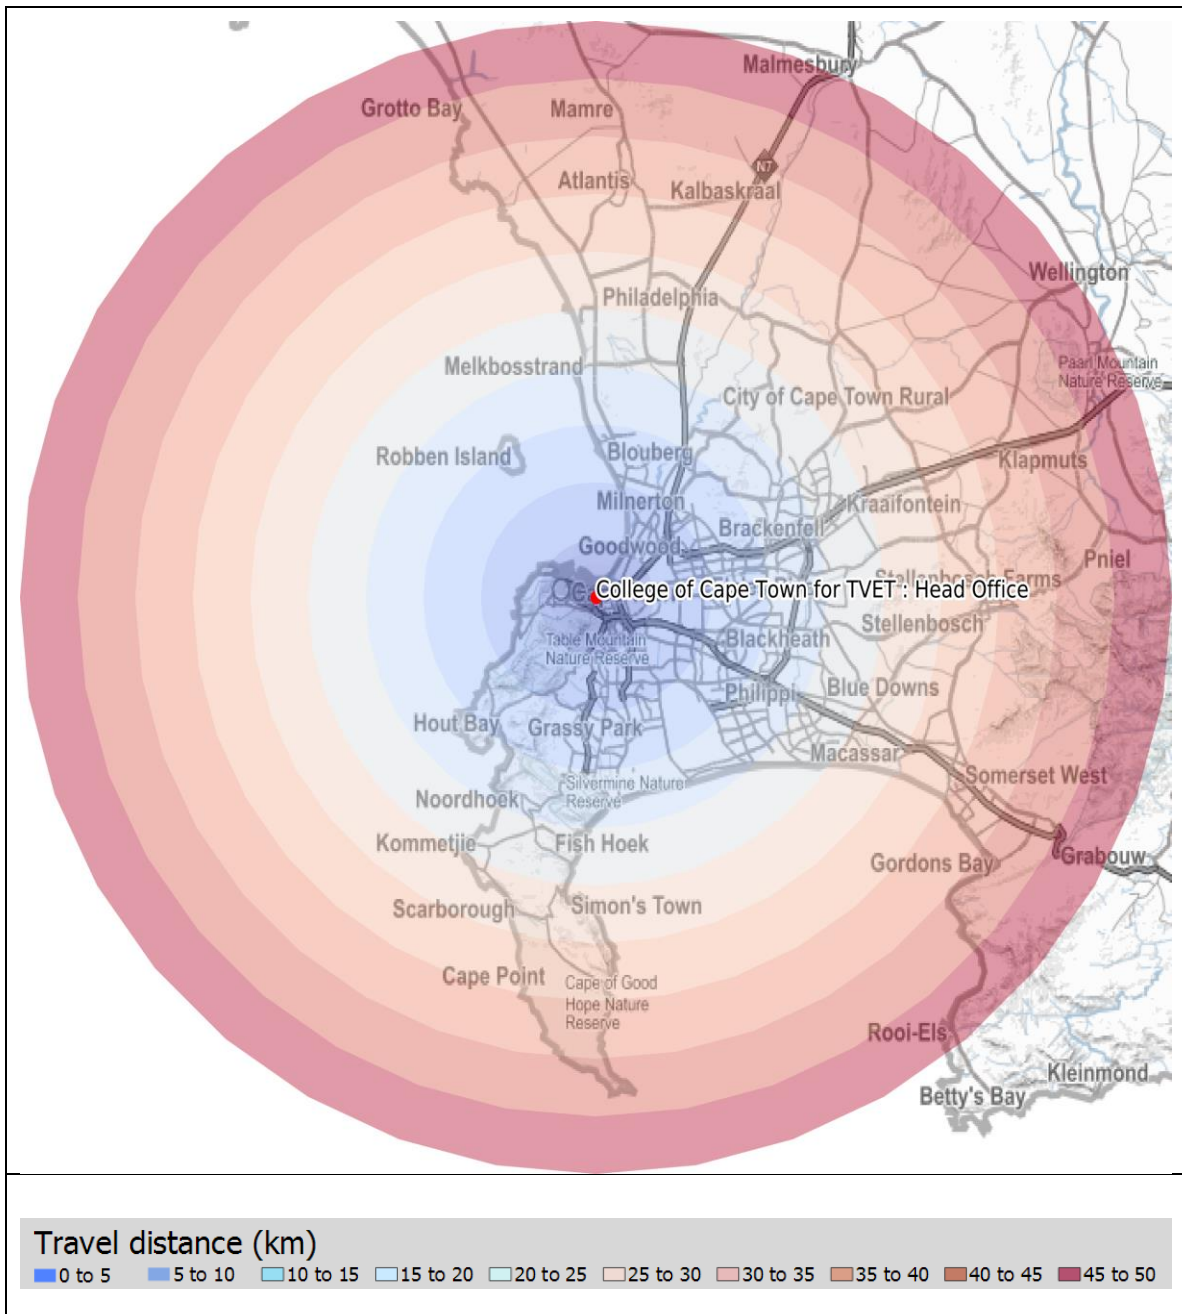 Malmesbury
Grotto Bay
Mamre
N7
Atlantis
Kalbaskraal
Wellington
Philadelphia
Melkbosstrand
Paarl Mountain
Nature Reserve
City of Cape Town Rural
Robben Island
Blouberg
Klapmuts
Milnerton
Kraaifontein
Brackenfell
Goodwood
Pniel
Stellenbosch Farms
College of Cape Town for TVET : Head Office
Table Mountain
Nature Reserve
Blackheath
Stellenbosch
Philippi
Blue Downs
Hout Bay
Grassy Park
Macassar
Silvermine Nature
Reserve
Somerset West
Noordhoek
Kommetjie
Fish Hoek
Gordons Bay
Grabouw
Scarborough
Simon's Town
Cape Point
Cape of Good
Hope Nature
Reserve
Rooi-Els
Kleinmond
Betty's Bay
Travel distance (km)
0 to 5 5 to 10 10 to 15 15 to 20 20 to 25 25 to 30 30 to 35 35 to 40 40 to 45 45 to 50